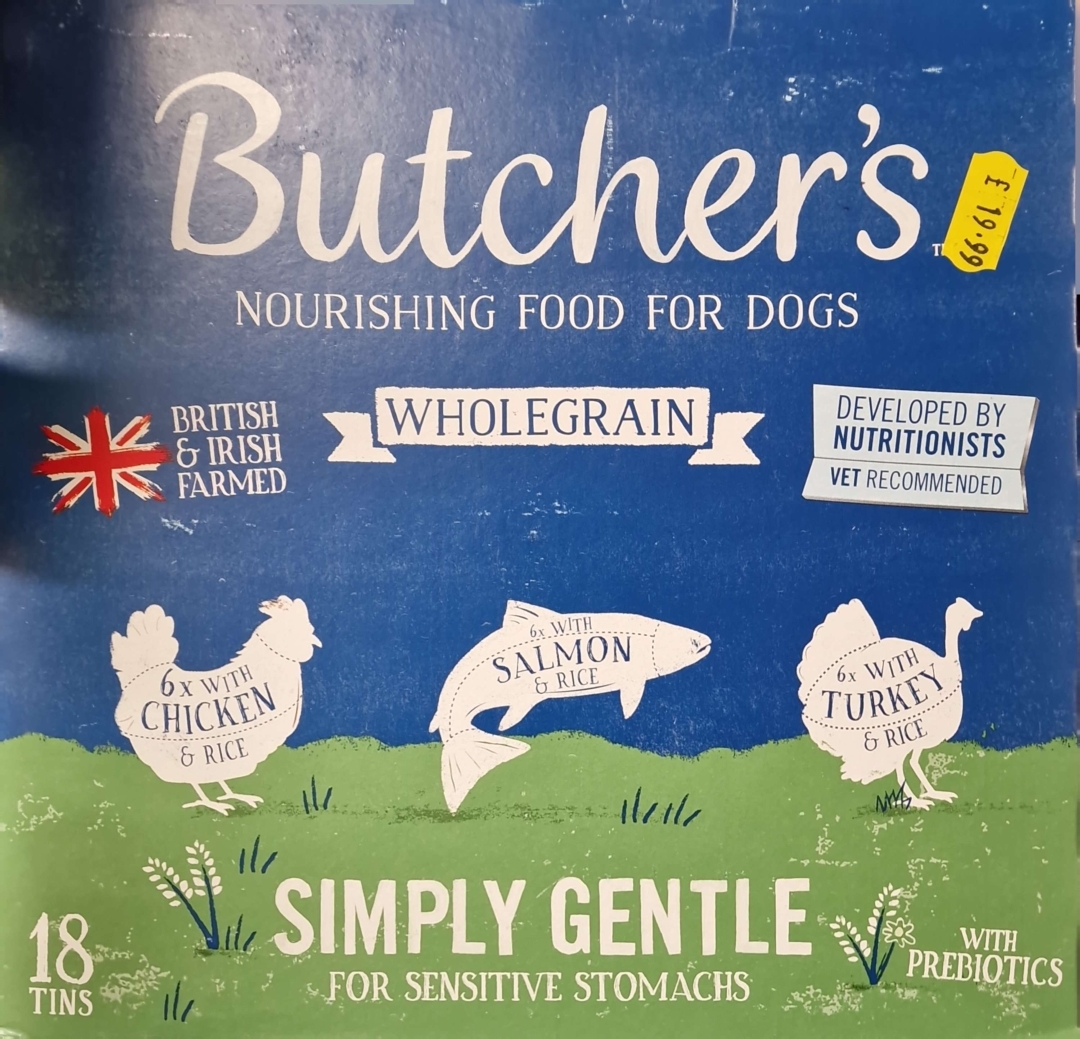 Butcher's
£ 19.99
NOURISHING FOOD FOR DOGS
BRITISH
& IRISH
FARMED
WHOLEGRAIN
DEVELOPED BY
NUTRITIONISTS
VET RECOMMENDED
6x WITH
CHICKEN
& RICE
6x WITH
SALMON
& RICE
6x WITH
TURKEY
& RICE
18
TINS
SIMPLY GENTLE
FOR SENSITIVE STOMACHS
WITH
PREBIOTICS